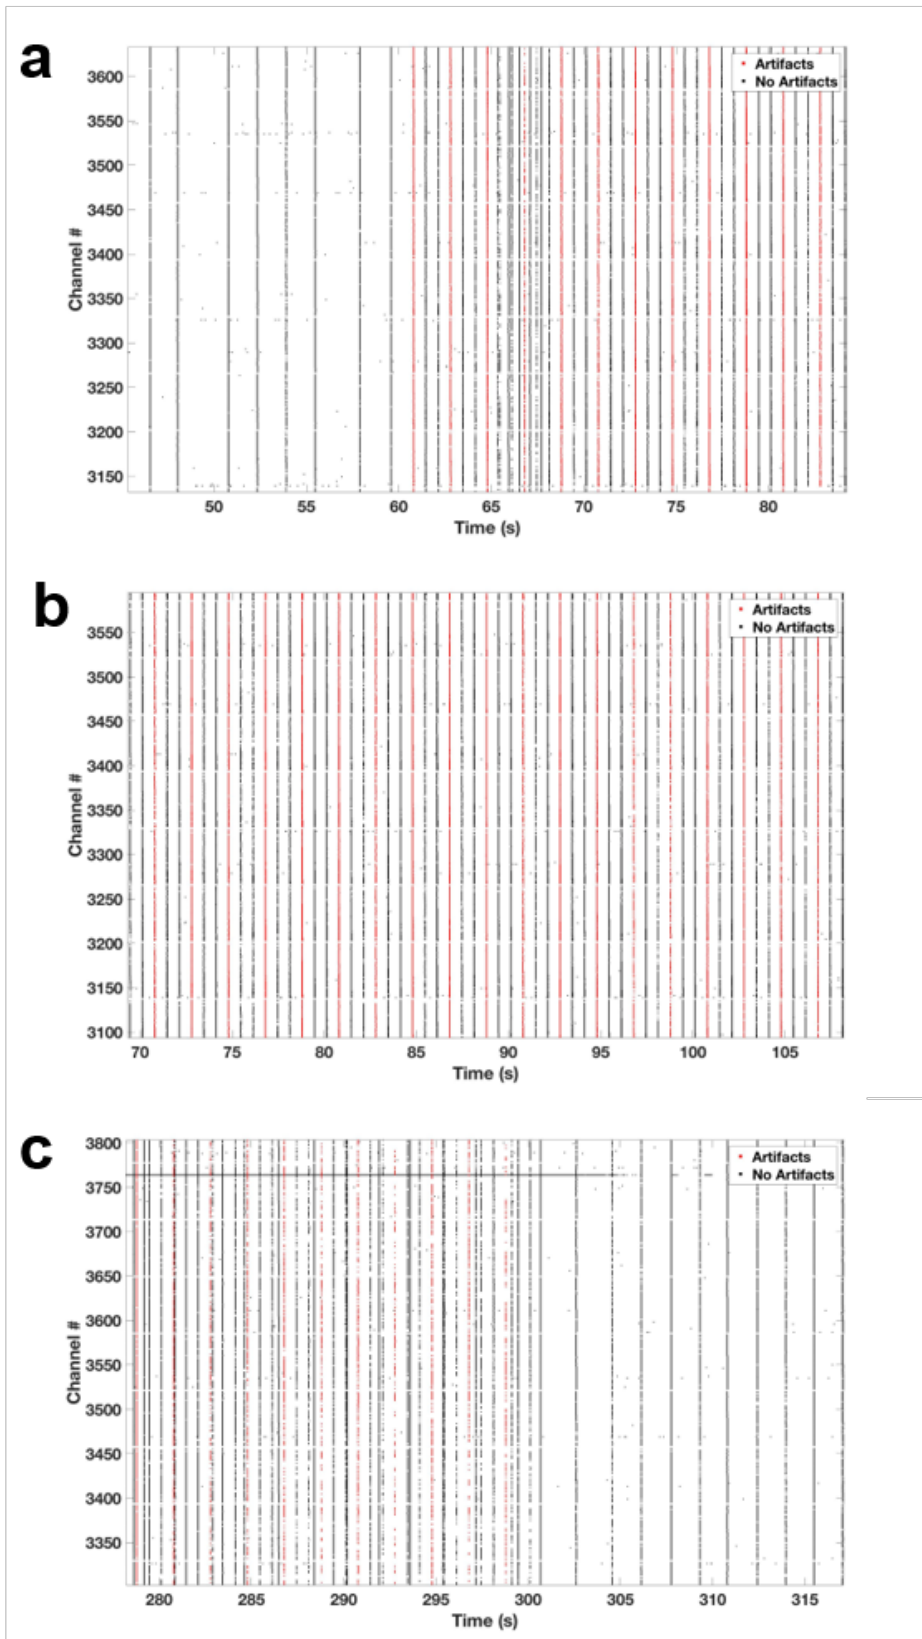 a
Artifacts
No Artifacts
3600
3550
3500
3450
3400
3350
3300
3250
3200
3150
Channel #
50 55 60 65 70 75 80
Time (s)
b
Artifacts
No Artifacts
3550
3500
3450
3400
3350
3300
3250
3200
3150
3100
Channel #
70 75 80 85 90 95 100 105
Time (s)
c
Artifacts
No Artifacts
3800
3750
3700
3650
3600
3550
3500
3450
3400
3350
Channel #
280 285 290 295 300 305 310 315
Time (s)